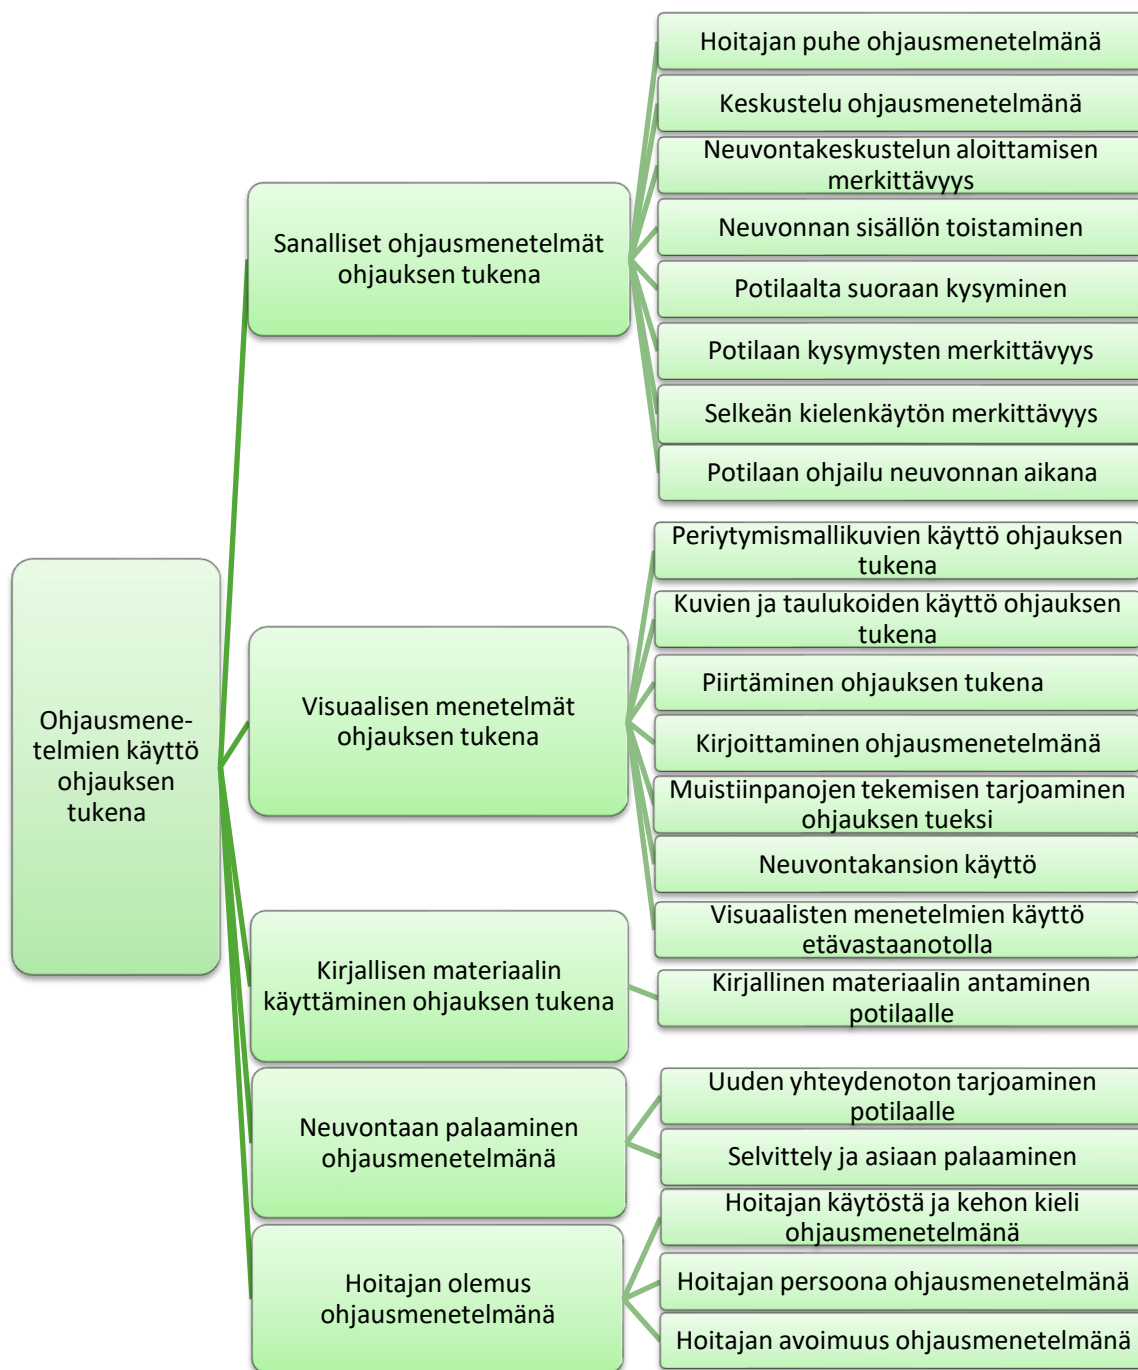 Ohjausmene-
telmien käyttö
ohjauksen
tukena
Sanalliset ohjausmenetelmät
ohjauksen tukena
Hoitajan puhe ohjausmenetelmänä
Keskustelu ohjausmenetelmänä
Neuvontakeskustelun aloittamisen
merkittävyys
Neuvonnan sisällön toistaminen
Potilaalta suoraan kysyminen
Potilaan kysymysten merkittävyys
Selkeän kielenkäytön merkittävyys
Potilaan ohjailu neuvonnan aikana
Visuaalisen menetelmät
ohjauksen tukena
Periytymismallikuvien käyttö ohjauksen
tukena
Kuvien ja taulukoiden käyttö ohjauksen
tukena
Piirtäminen ohjauksen tukena
Kirjoittaminen ohjausmenetelmänä
Muistiinpanojen tekemisen tarjoaminen
ohjauksen tueksi
Neuvontakansion käyttö
Visuaalisten menetelmien käyttö
etävastaanotolla
Kirjallisen materiaalin
käyttäminen ohjauksen tukena
Kirjallinen materiaalin antaminen
potilaalle
Neuvontaan palaaminen
ohjausmenetelmänä
Uuden yhteydenoton tarjoaminen
potilaalle
Selvittely ja asiaan palaaminen
Hoitajan olemus
ohjausmenetelmänä
Hoitajan käytöstä ja kehon kieli
ohjausmenetelmänä
Hoitajan persoona ohjausmenetelmänä
Hoitajan avoimuus ohjausmenetelmänä